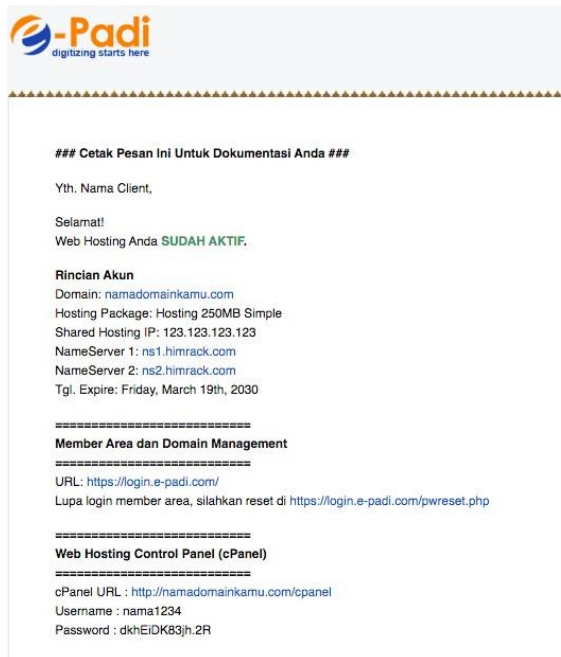 e-Padi
digitizing starts here
### Cetak Pesan Ini Untuk Dokumentasi Anda ###
Yth. Nama Client,
Selamat!
Web Hosting Anda SUDAH AKTIF.
Rincian Akun
Domain: namadomainkamu.com
Hosting Package: Hosting 250MB Simple
Shared Hosting IP: 123.123.123.123
NameServer 1: ns1.himrack.com
NameServer 2: ns2.himrack.com
Tgl. Expire: Friday, March 19th, 2030
===========================
Member Area dan Domain Management
===========================
URL: https://login.e-padi.com/
Lupa login member area, silahkan reset di https://login.e-padi.com/pwreset.php
===========================
Web Hosting Control Panel (cPanel)
===========================
cPanel URL : http://namadomainkamu.com/cpanel
Username : nama1234
Password : dkhEiDK83jh.2R